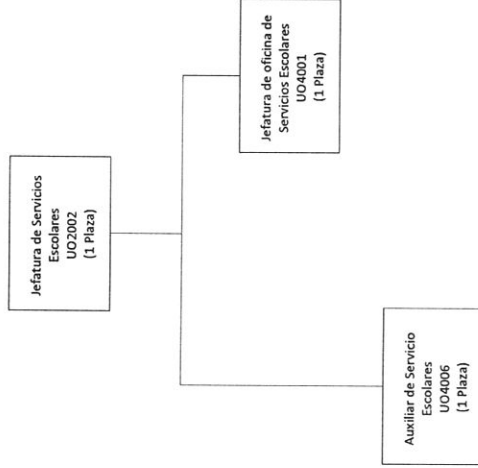 Jefatura de Servicios
Escolares
UO2002
(1 Plaza)
Auxiliar de Servicio
Escolares
UO4006
(1 Plaza)
Jefatura de oficina de
Servicios Escolares
UO4001
(1 Plaza)